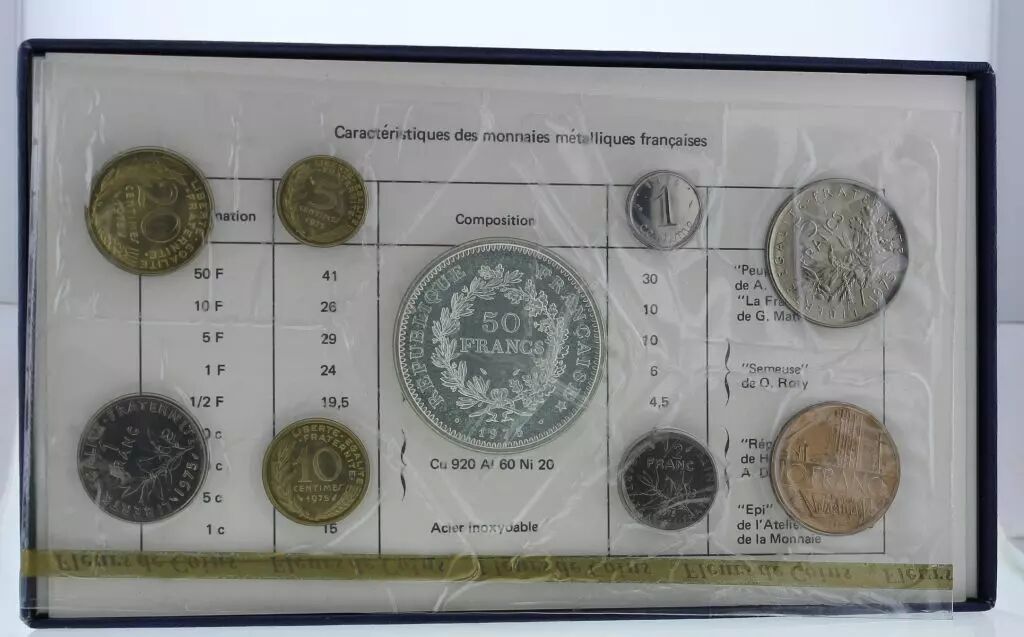 Caractéristiques des monnaies métalliques françaises
nation Composition
50 F 41 30 "Peu
de A.
10 F 26 10 "La Fra
de G. Mat
5 F 29 10
1 F 24 6 "Semeuse"
de O. Roty
1/2 F 19,5 4,5
0 c "Rép
c Cu 920 Al 60 Ni 20 de H
A D
5 c "Epi"
1 c 15 Acier inoxydable de l'Atelie
de la Monnaie
LIBERTE EGALITE FRATERNITE
20
CENTIMES
LIBERTE EGALITE FRATERNITE
5
CENTIMES
1975
1
REPUBLIQUE FRANÇAISE
50
FRANCS
1975
5
FRANCS
1975
1
FRANC
1975
LIBERTE EGALITE
FRATERNITE
10
CENTIMES
1975
1/2
FRANC
10 FRANCS
Fleurs de Coins Fleurs de Coins Fleurs de Coins Fleurs de Coins Fleurs